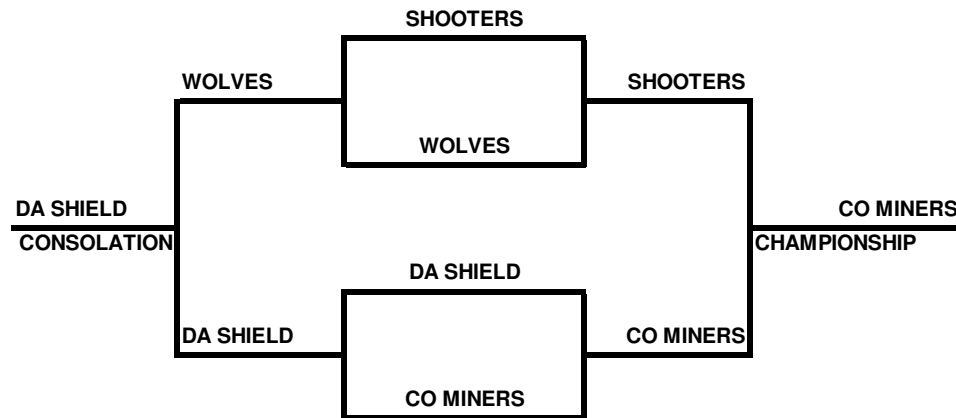 SHOOTERS
WOLVES
SHOOTERS
WOLVES
DA SHIELD
CO MINERS
CONSOLATION
CHAMPIONSHIP
DA SHIELD
DA SHIELD
CO MINERS
CO MINERS